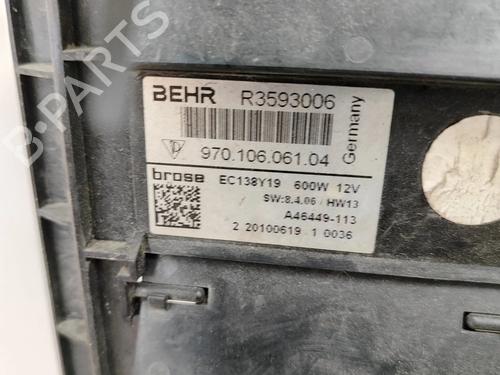 B-PARTS
BEHR R3593006
Germany
970.106.061.04
brose EC138Y19 600W 12V
SW:8.4.06 / HW13
A46449-113
2 20100619 1 0036